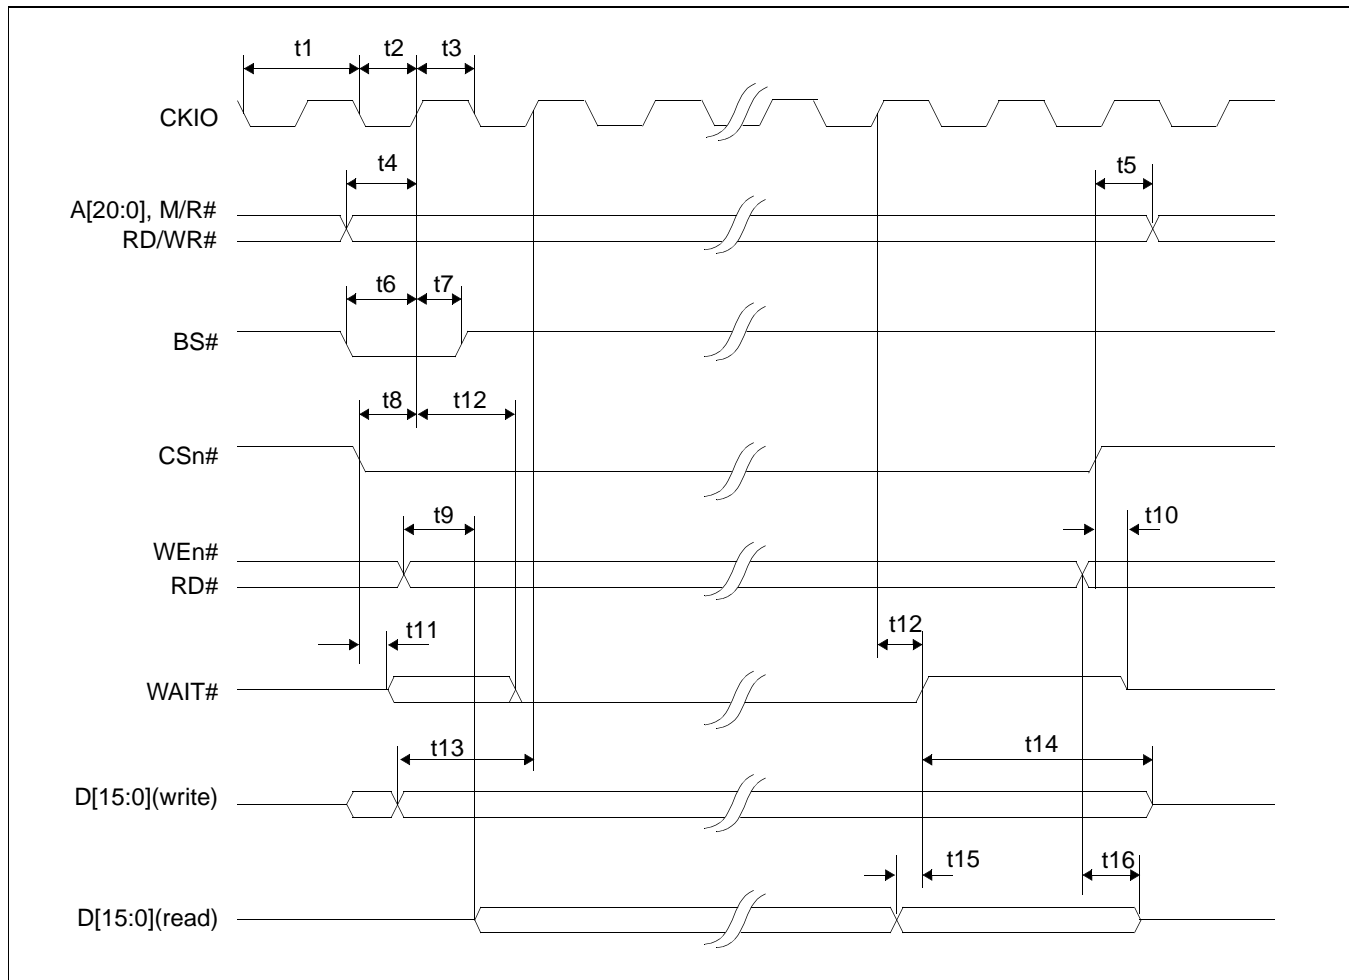 t1 t2 t3
CKIO
t4 t5
A[20:0], M/R#
RD/WR#
t6 t7
BS#
t8 t12
CSn#
t9 t10
WEn#
RD#
t11 t12
WAIT#
t13 t14
D[15:0](write)
t15 t16
D[15:0](read)